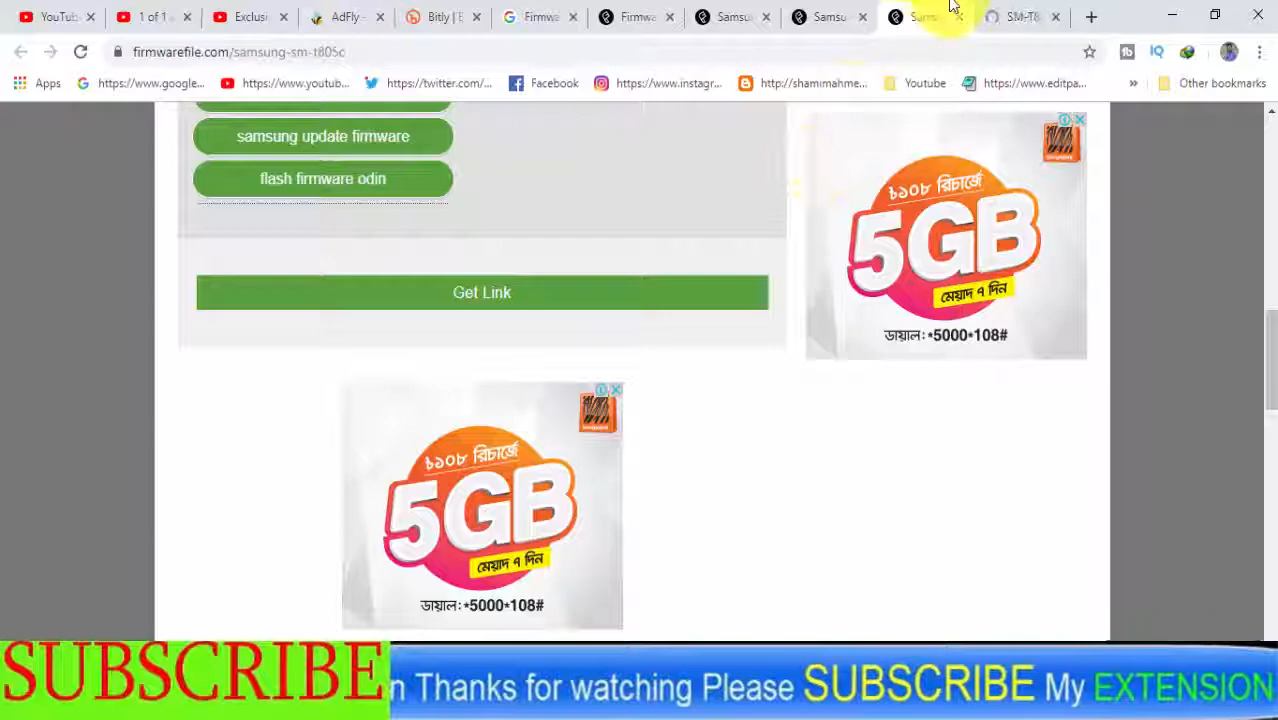 YouTub
1 of 1
Exclusi
AdFly -
Bitly | E
Firmwa
Firmw
Samsu
Samsu
Sams
SM-T8
firmwarefile.com/samsung-sm-t805c
Apps
https://www.google...
https://www.youtub...
https://twitter.com/...
Facebook
https://www.instagr...
http://shamimahme...
Youtube
https://www.editpa...
»
Other bookmarks
samsung update firmware
flash firmware odin
Get Link
৳১০৮ রিচার্জে
5GB
মেয়াদ ৭ দিন
ডায়াল: *5000*108#
৳১০৮ রিচার্জে
5GB
মেয়াদ ৭ দিন
ডায়াল: *5000*108#
SUBSCRIBE
n Thanks for watching Please SUBSCRIBE My EXTENSION